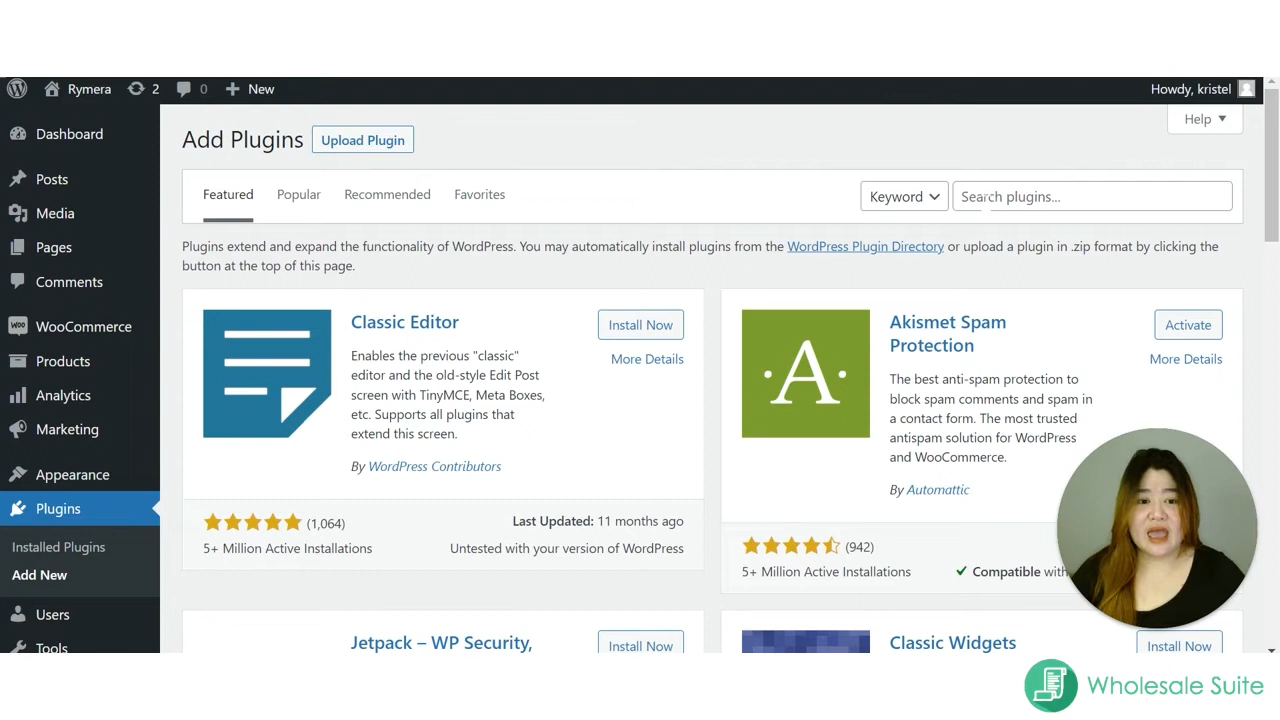 Rymera 2 0 New Howdy, kristel
Help
Dashboard
Posts
Media
Pages
Comments
WOO WooCommerce
Products
Analytics
Marketing
Appearance
Plugins
Installed Plugins
Add New
Users
Tools
Add Plugins Upload Plugin
Featured Popular Recommended Favorites Keyword Search plugins...
Plugins extend and expand the functionality of WordPress. You may automatically install plugins from the WordPress Plugin Directory or upload a plugin in .zip format by clicking the
button at the top of this page.
Classic Editor
Install Now
More Details
Enables the previous "classic"
editor and the old-style Edit Post
screen with TinyMCE, Meta Boxes,
etc. Supports all plugins that
extend this screen.
By WordPress Contributors
(1,064)
5+ Million Active Installations
Last Updated: 11 months ago
Untested with your version of WordPress
A
Akismet Spam
Protection
Activate
More Details
The best anti-spam protection to
block spam comments and spam in
a contact form. The most trusted
antispam solution for WordPress
and WooCommerce.
By Automattic
(942)
5+ Million Active Installations
Compatible with
Jetpack – WP Security,
Install Now
Classic Widgets
Install Now
Wholesale Suite